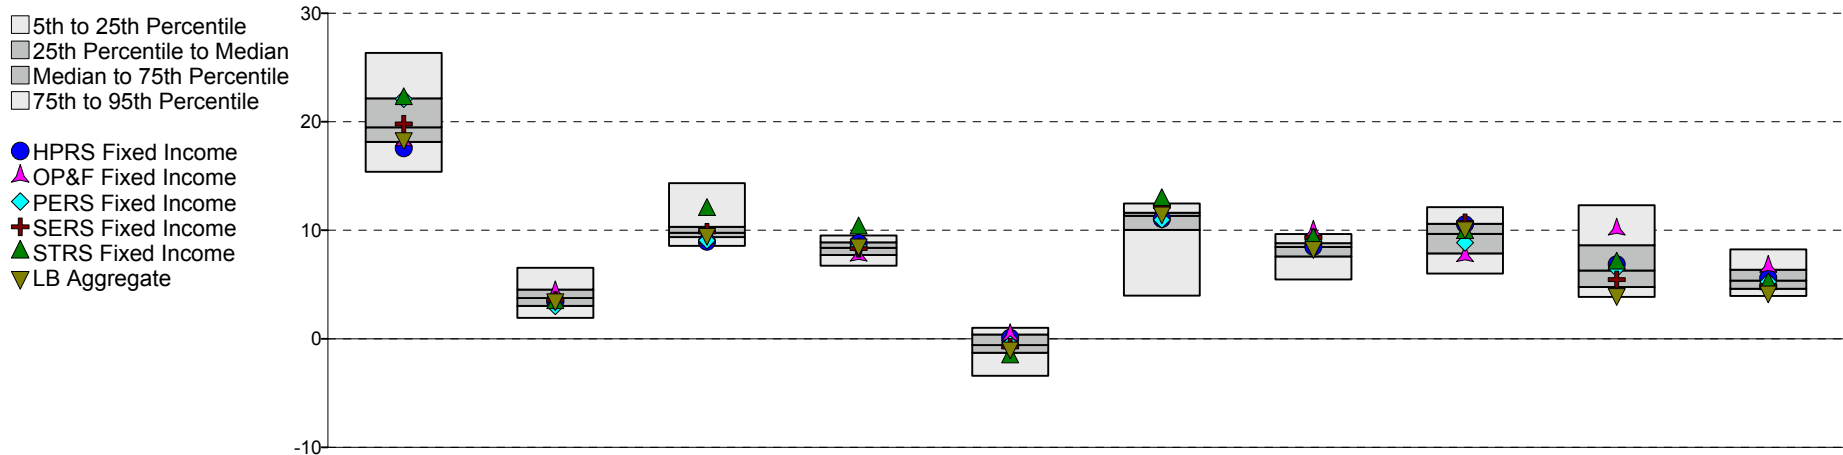 5th to 25th Percentile
25th Percentile to Median
Median to 75th Percentile
75th to 95th Percentile
HPRS Fixed Income
OP&F Fixed Income
PERS Fixed Income
SERS Fixed Income
STRS Fixed Income
LB Aggregate
30
20
10
0
-10